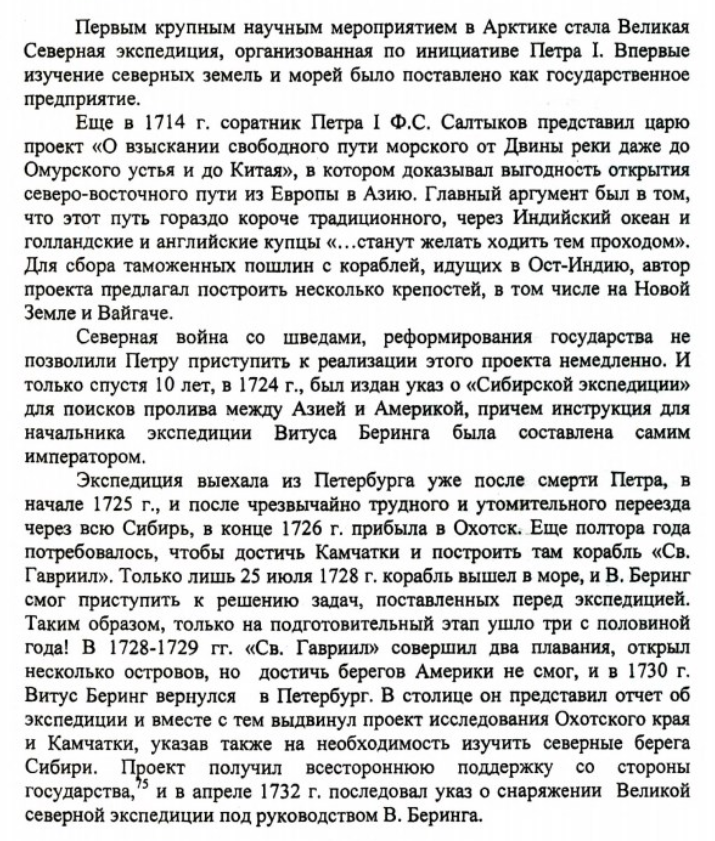 Первым крупным научным мероприятием в Арктике стала Великая
Северная экспедиция, организованная по инициативе Петра I. Впервые
изучение северных земель и морей было поставлено как государственное
предприятие.
Еще в 1714 г. соратник Петра I Ф.С. Салтыков представил царю
проект «О взыскании свободного пути морского от Двины реки даже до
Омурского устья и до Китая», в котором доказывал выгодность открытия
северо-восточного пути из Европы в Азию. Главный аргумент был в том,
что этот путь гораздо короче традиционного, через Индийский океан и
голландские и английские купцы «...станут желать ходить тем проходом».
Для сбора таможенных пошлин с кораблей, идущих в Ост-Индию, автор
проекта предлагал построить несколько крепостей, в том числе на Новой
Земле и Вайгаче.
Северная война со шведами, реформирования государства не
позволили Петру приступить к реализации этого проекта немедленно. И
только спустя 10 лет, в 1724 г., был издан указ о «Сибирской экспедиции»
для поисков пролива между Азией и Америкой, причем инструкция для
начальника экспедиции Витуса Беринга была составлена самим
императором.
Экспедиция выехала из Петербурга уже после смерти Петра, в
начале 1725 г., и после чрезвычайно трудного и утомительного переезда
через всю Сибирь, в конце 1726 г. прибыла в Охотск. Еще полтора года
потребовалось, чтобы достичь Камчатки и построить там корабль «Св.
Гавриил». Только лишь 25 июля 1728 г. корабль вышел в море, и В. Беринг
смог приступить к решению задач, поставленных перед экспедицией.
Таким образом, только на подготовительный этап ушло три с половиной
года! В 1728-1729 гг. «Св. Гавриил» совершил два плавания, открыл
несколько островов, но достичь берегов Америки не смог, и в 1730 г.
Витус Беринг вернулся в Петербург. В столице он представил отчет об
экспедиции и вместе с тем выдвинул проект исследования Охотского края
и Камчатки, указав также на необходимость изучить северные берега
Сибири. Проект получил всестороннюю поддержку со стороны
государства,75 и в апреле 1732 г. последовал указ о снаряжении Великой
северной экспедиции под руководством В. Беринга.